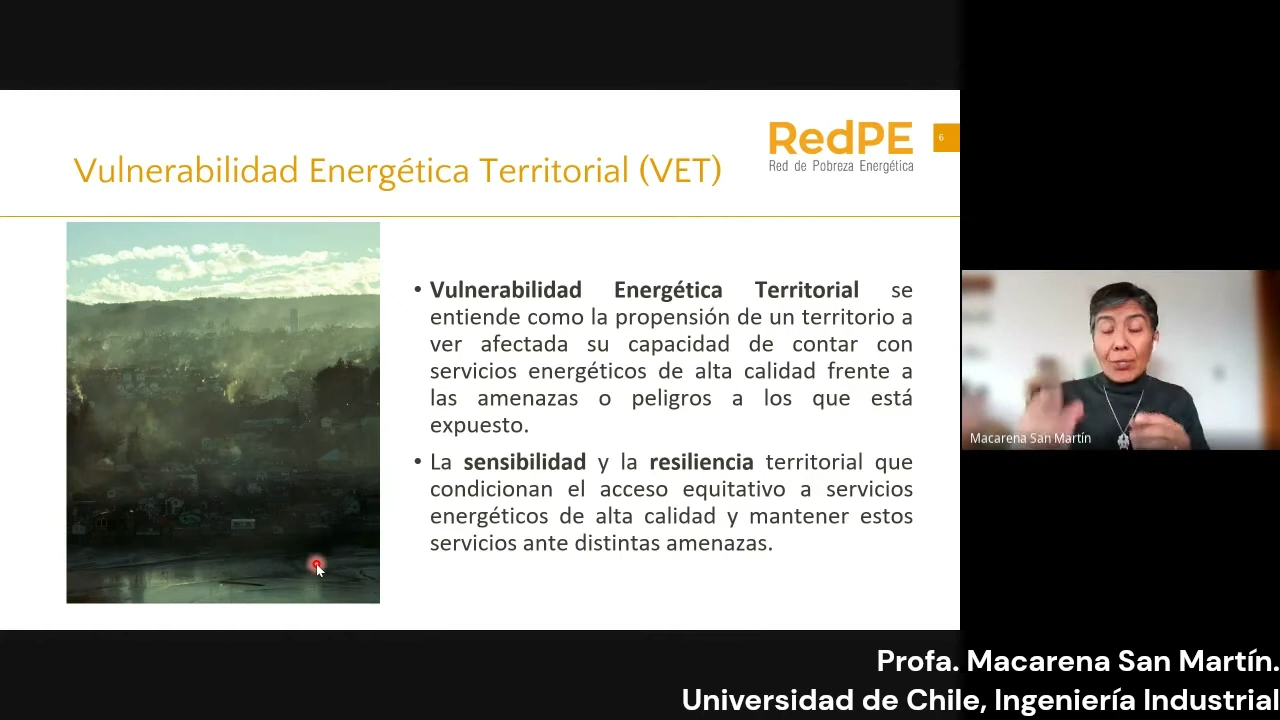 RedPE
Red de Pobreza Energética
6
Vulnerabilidad Energética Territorial (VET)
• Vulnerabilidad Energética Territorial se
entiende como la propensión de un territorio a
ver afectada su capacidad de contar con
servicios energéticos de alta calidad frente a
las amenazas o peligros a los que está
expuesto.
• La sensibilidad y la resiliencia territorial que
condicionan el acceso equitativo a servicios
energéticos de alta calidad y mantener estos
servicios ante distintas amenazas.
Macarena San Martín
Profa. Macarena San Martín.
Universidad de Chile, Ingeniería Industrial